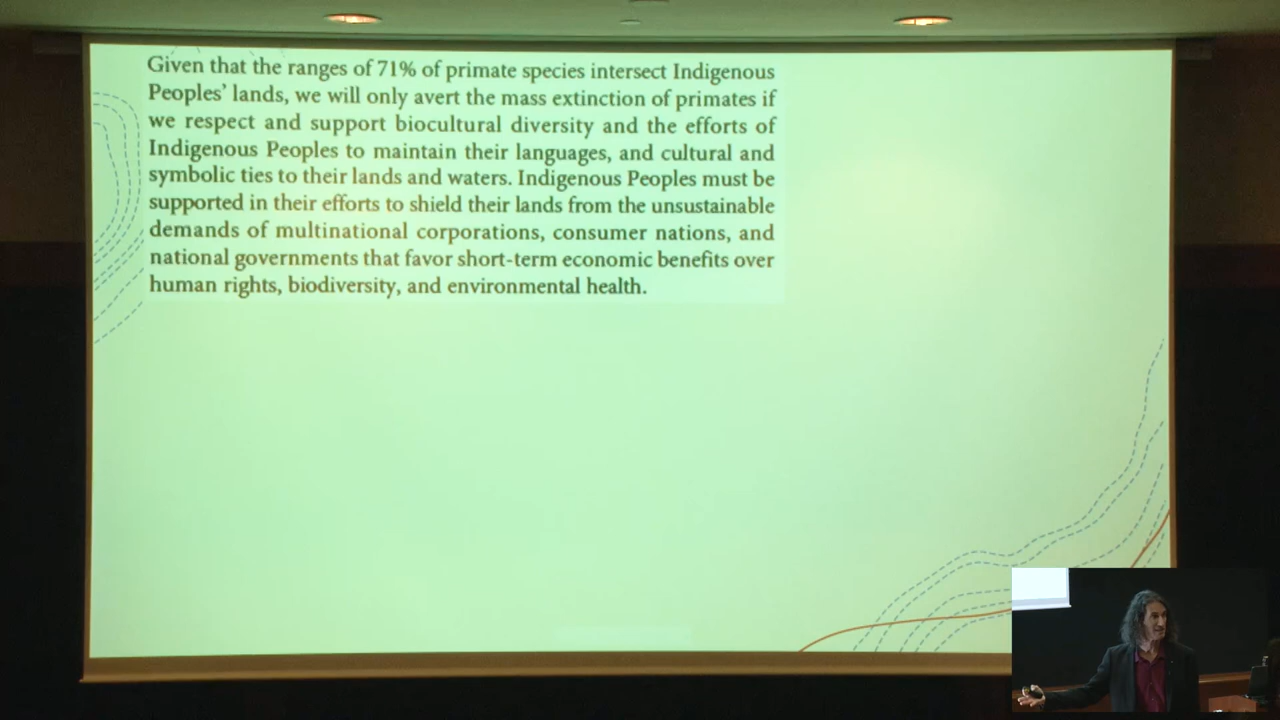 Given that the ranges of 71% of primate species intersect Indigenous
Peoples’ lands, we will only avert the mass extinction of primates if
we respect and support biocultural diversity and the efforts of
Indigenous Peoples to maintain their languages, and cultural and
symbolic ties to their lands and waters. Indigenous Peoples must be
supported in their efforts to shield their lands from the unsustainable
demands of multinational corporations, consumer nations, and
national governments that favor short-term economic benefits over
human rights, biodiversity, and environmental health.